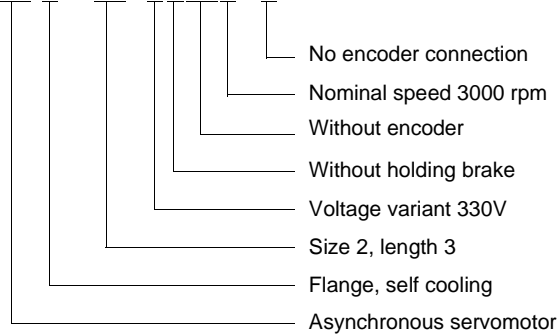 No encoder connection
Nominal speed 3000 rpm
Without encoder
Without holding brake
Voltage variant 330V
Size 2, length 3
Flange, self cooling
Asynchronous servomotor